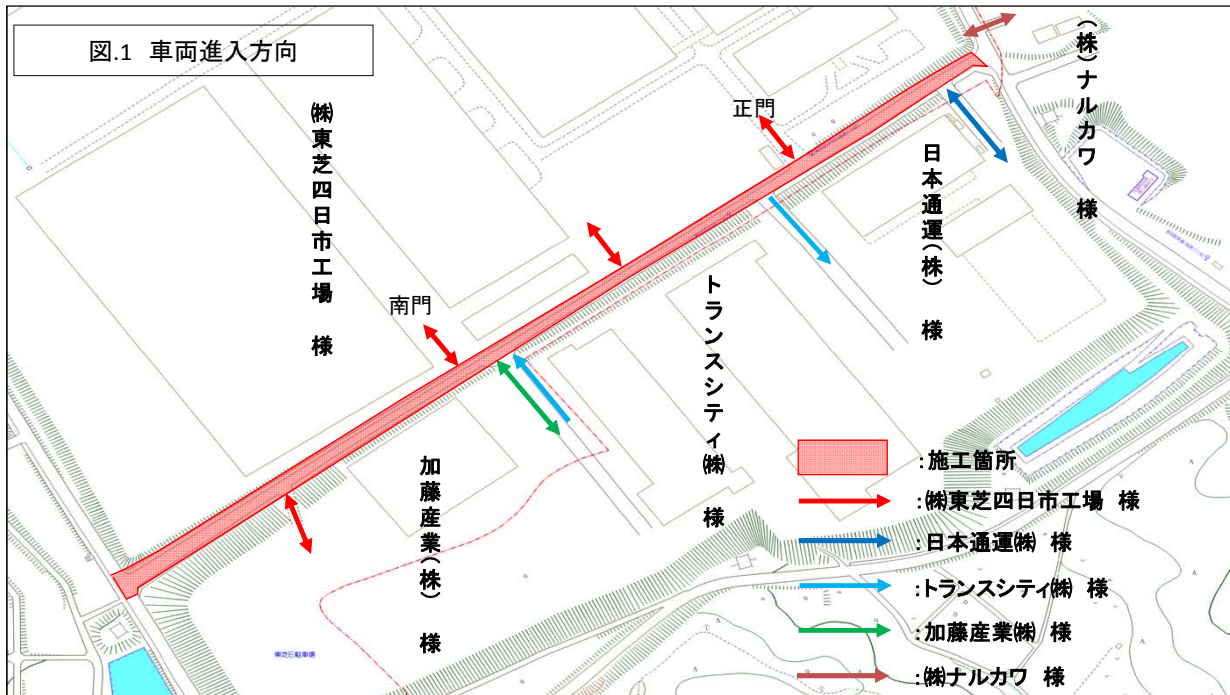 図.1 車両進入方向
㈱東芝四日市工場 様
正門
南門
(株)ナルカワ 様
日本通運(株) 様
トランスシティ㈱ 様
加藤産業(株) 様
:施工箇所
:㈱東芝四日市工場 様
:日本通運㈱ 様
:トランスシティ㈱ 様
:加藤産業㈱ 様
:㈱ナルカワ 様